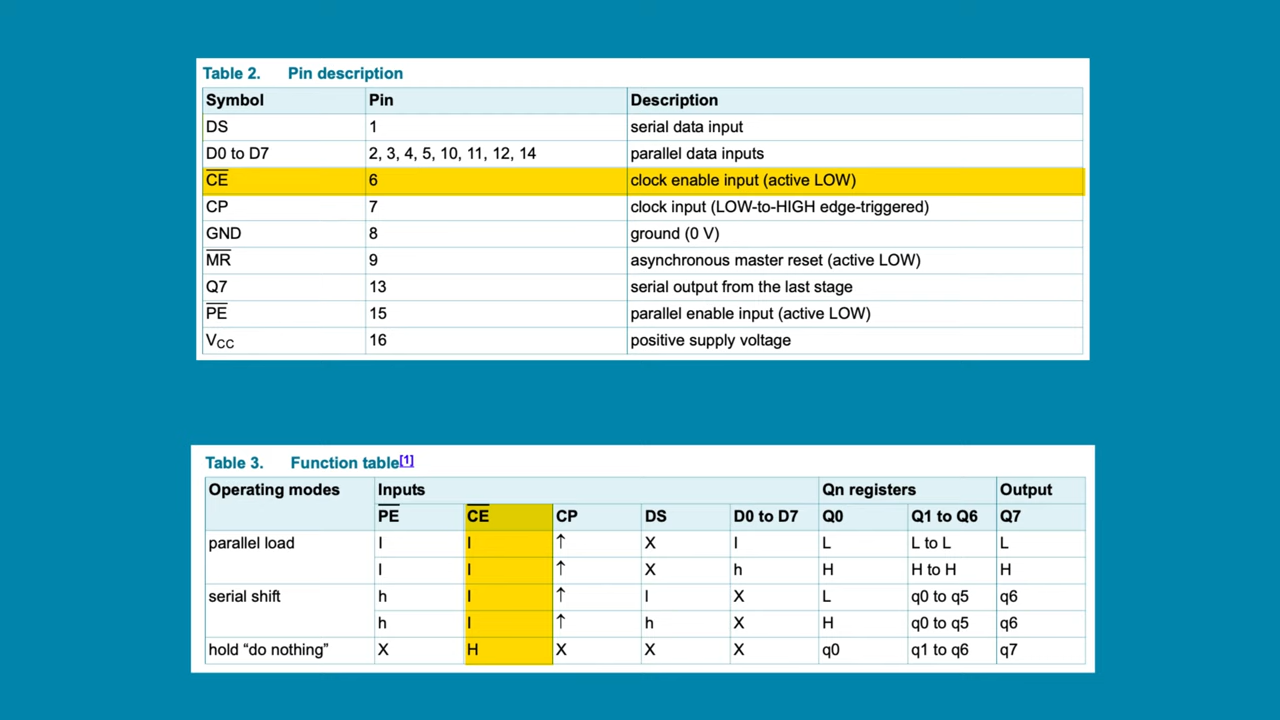 Table 2. Pin description
Symbol Pin Description
DS 1 serial data input
D0 to D7 2, 3, 4, 5, 10, 11, 12, 14 parallel data inputs
C̅E̅ 6 clock enable input (active LOW)
CP 7 clock input (LOW-to-HIGH edge-triggered)
GND 8 ground (0 V)
M̅R̅ 9 asynchronous master reset (active LOW)
Q7 13 serial output from the last stage
P̅E̅ 15 parallel enable input (active LOW)
VCC 16 positive supply voltage
Table 3. Function table[1]
Operating modes Inputs Qn registers Output
P̅E̅ C̅E̅ CP DS D0 to D7 Q0 Q1 to Q6 Q7
parallel load l l ↑ X l L L to L L
l l ↑ X h H H to H H
serial shift h l ↑ l X L q0 to q5 q6
h l ↑ h X H q0 to q5 q6
hold “do nothing” X H X X X q0 q1 to q6 q7